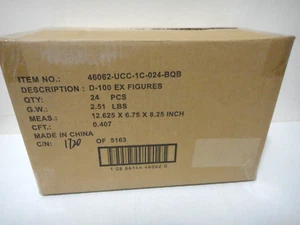 ITEM NO.: 46062-UCC-1C-024-BQB
DESCRIPTION : D-100 EX FIGURES
QTY: 24 PCS
G.W.: 2.51 LBS
MEAS.: 12.625 X 6.75 X 8.25 INCH
CFT.: 0.407
MADE IN CHINA
C/N: 1720 OF 5163